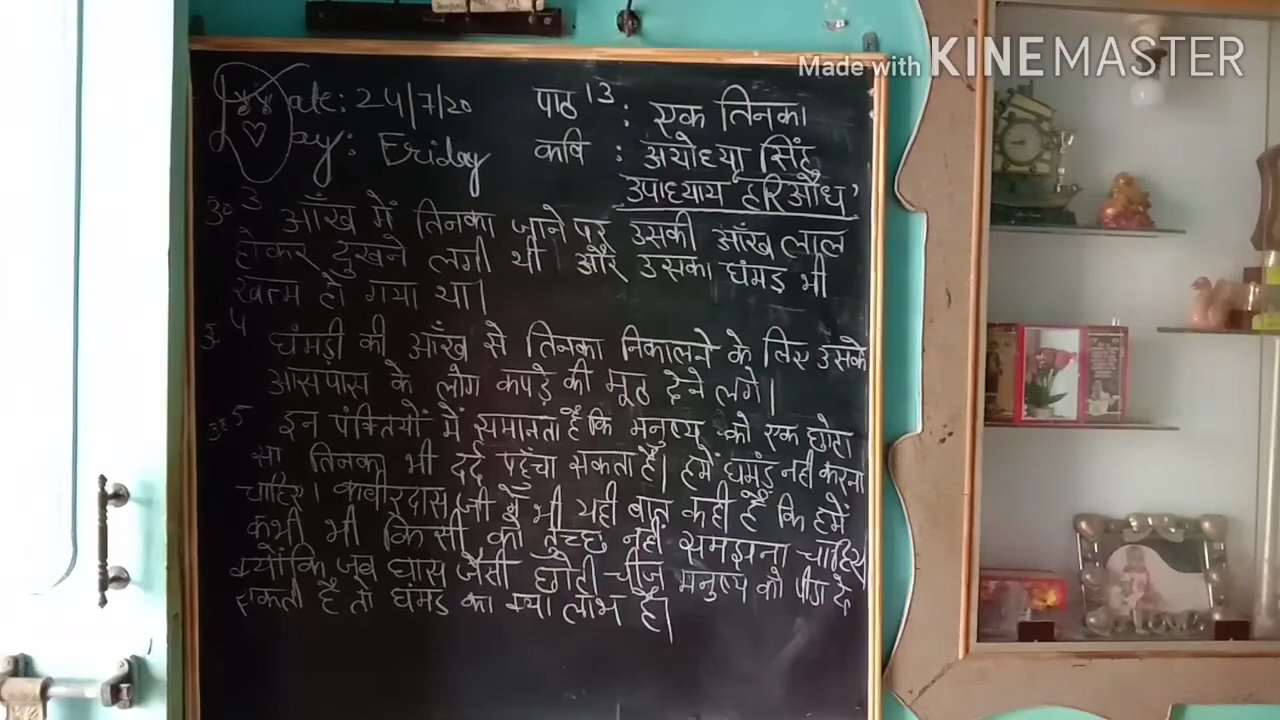 Made with KINEMASTER
Date: 24/7/20 पाठ 13 : एक तिनका
Day: Friday कवि : अयोध्या सिंह
उपाध्याय 'हरिऔध'
उ॰ 3 आँख में तिनका जाने पर उसकी आँख लाल
होकर दुखने लगी थी और उसका घंमड़ भी
खत्म हो गया था।
उ॰ 4 घंमड़ी की आँख से तिनका निकालने के लिए उसके
आसपास के लोग कपड़े की मूठ देने लगे।
उ॰ 5 इन पंक्तियों में समानता है कि मनुष्य को एक छोटा
सा तिनका भी दर्द पहुँचा सकता है। हमें घमंड नहीं करना
चाहिए। कबीरदास जी ने भी यही बात कही है कि हमें
कभी भी किसी को तुच्छ नहीं समझना चाहिए
क्योंकि जब घास जैसी छोटी चीज मनुष्य को पीड़ा दे
सकती है तो घंमड का क्या लाभ है।